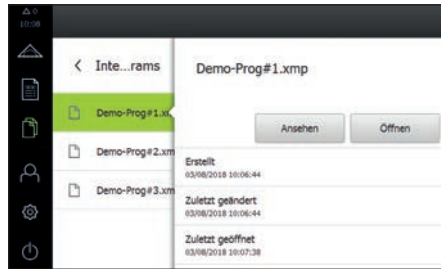 10:08
Inte...rams
Demo-Prog#1.xmp
Demo-Prog#1.xm
Ansehen
Öffnen
Demo-Prog#2.xm
Erstellt
03/08/2018 10:06:44
Demo-Prog#3.xm
Zuletzt geändert
03/08/2018 10:06:44
Zuletzt geöffnet
03/08/2018 10:07:38